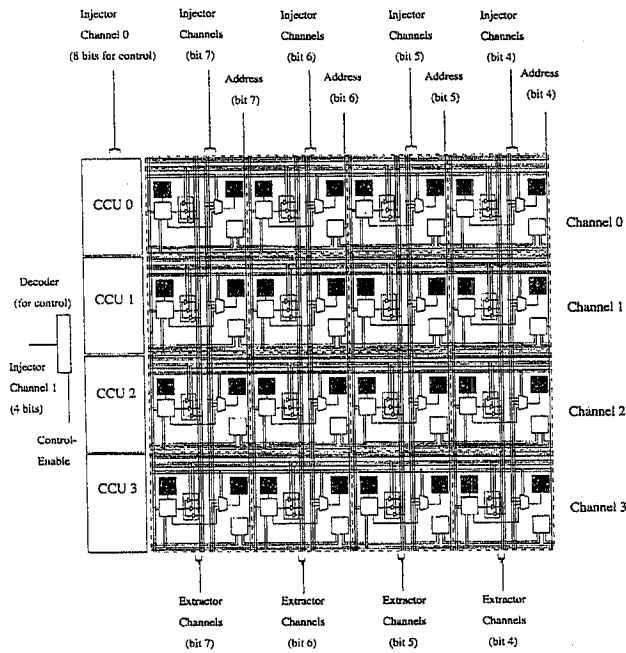 Injector
Channel 0
(8 bits for control)
Injector
Channels
(bit 7)
Injector
Channels
(bit 6)
Injector
Channels
(bit 5)
Injector
Channels
(bit 4)
Address
(bit 7)
Address
(bit 6)
Address
(bit 5)
Address
(bit 4)
CCU 0
Channel 0
Decoder
(for control)
CCU 1
Channel 1
Injector
Channel 1
(4 bits)
CCU 2
Channel 2
Control-
Enable
CCU 3
Channel 3
Extractor
Channels
(bit 7)
Extractor
Channels
(bit 6)
Extractor
Channels
(bit 5)
Extractor
Channels
(bit 4)